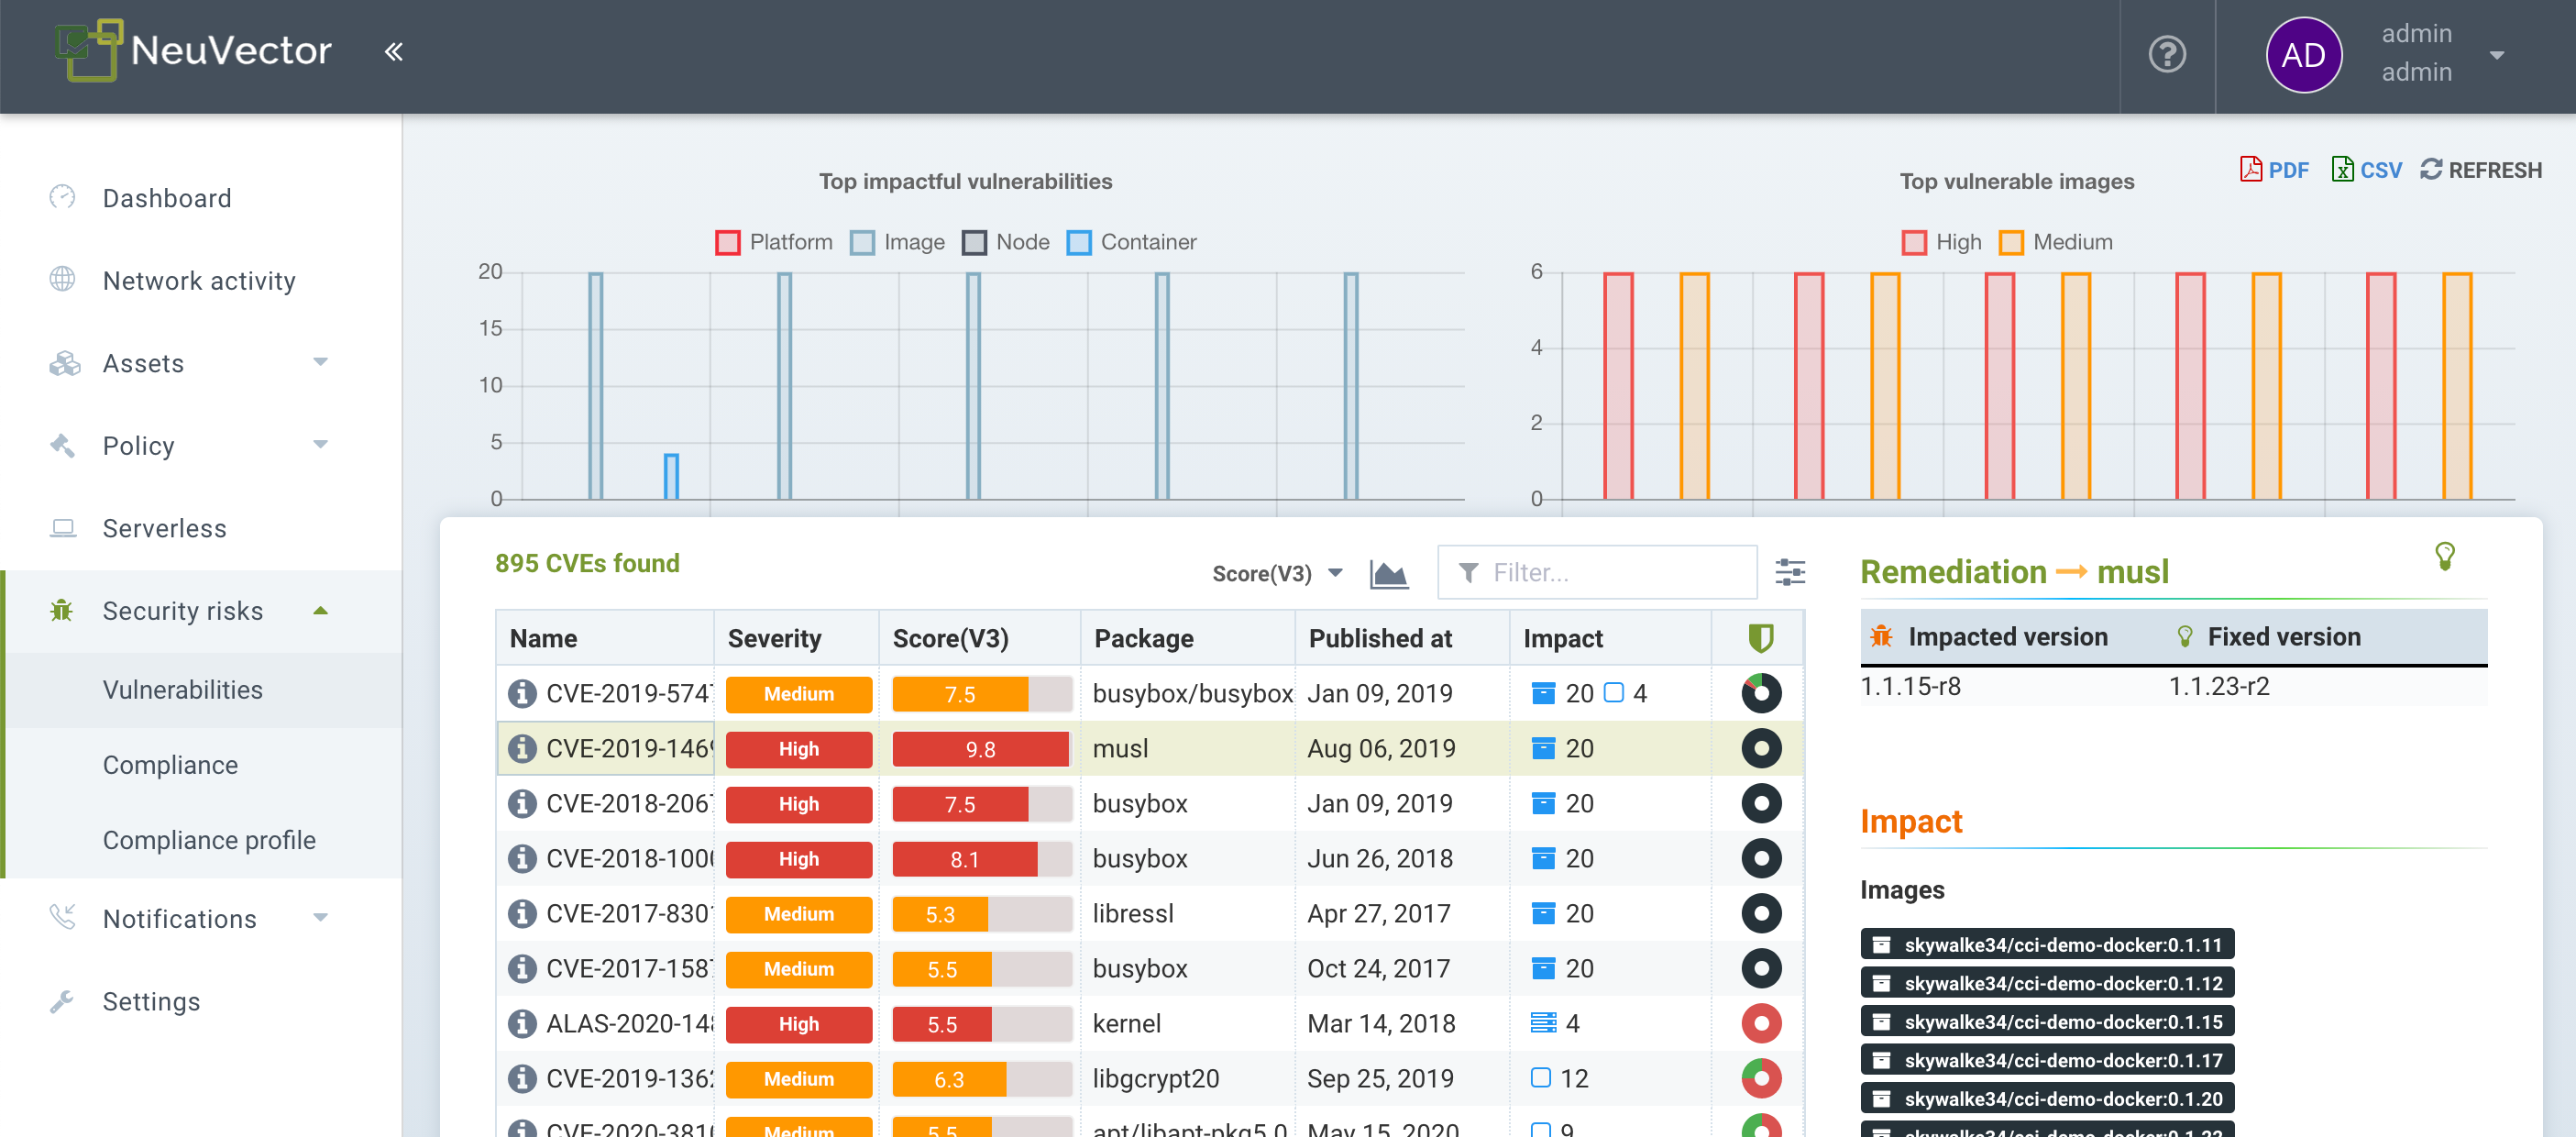 NeuVector «
? AD admin
admin
Dashboard
Network activity
Assets
Policy
Serverless
Security risks
Vulnerabilities
Compliance
Compliance profile
Notifications
Settings
PDF CSV REFRESH
Top impactful vulnerabilities
Platform Image Node Container
20
15
10
5
0
Top vulnerable images
High Medium
6
4
2
0
895 CVEs found Score(V3) Filter...
Name Severity Score(V3) Package Published at Impact
CVE-2019-574 Medium 7.5 busybox/busybox Jan 09, 2019 20 4
CVE-2019-146 High 9.8 musl Aug 06, 2019 20
CVE-2018-206 High 7.5 busybox Jan 09, 2019 20
CVE-2018-100 High 8.1 busybox Jun 26, 2018 20
CVE-2017-830 Medium 5.3 libressl Apr 27, 2017 20
CVE-2017-158 Medium 5.5 busybox Oct 24, 2017 20
ALAS-2020-14 High 5.5 kernel Mar 14, 2018 4
CVE-2019-136 Medium 6.3 libgcrypt20 Sep 25, 2019 12
CVE-2020-381 Medium 5.5 apt/libapt-pkg5.0 May 15, 2020 9
Remediation → musl
Impacted version Fixed version
1.1.15-r8 1.1.23-r2
Impact
Images
skywalke34/cci-demo-docker:0.1.11
skywalke34/cci-demo-docker:0.1.12
skywalke34/cci-demo-docker:0.1.15
skywalke34/cci-demo-docker:0.1.17
skywalke34/cci-demo-docker:0.1.20